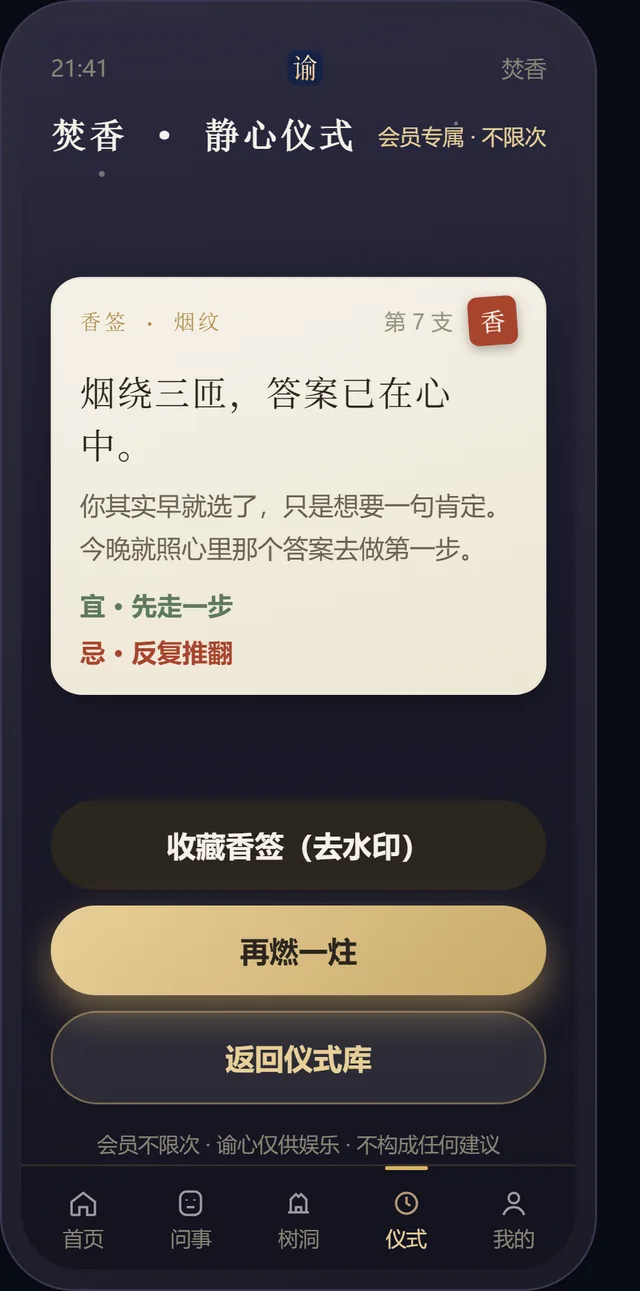 21:41
谕
焚香
焚香 · 静心仪式
会员专属 · 不限次
香签 · 烟纹
第 7 支
香
烟绕三匝，答案已在心
中。
你其实早就选了，只是想要一句肯定。
今晚就照心里那个答案去做第一步。
宜 · 先走一步
忌 · 反复推翻
收藏香签（去水印）
再燃一炷
返回仪式库
会员不限次 · 谕心仅供娱乐 · 不构成任何建议
首页
问事
树洞
仪式
我的